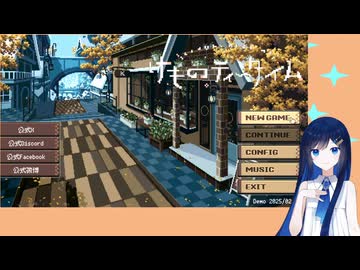 けものティータイム
NEW GAME
CONTINUE
CONFIG
MUSIC
EXIT
公式X
公式Discord
公式Facebook
公式微博
Demo 2025/02